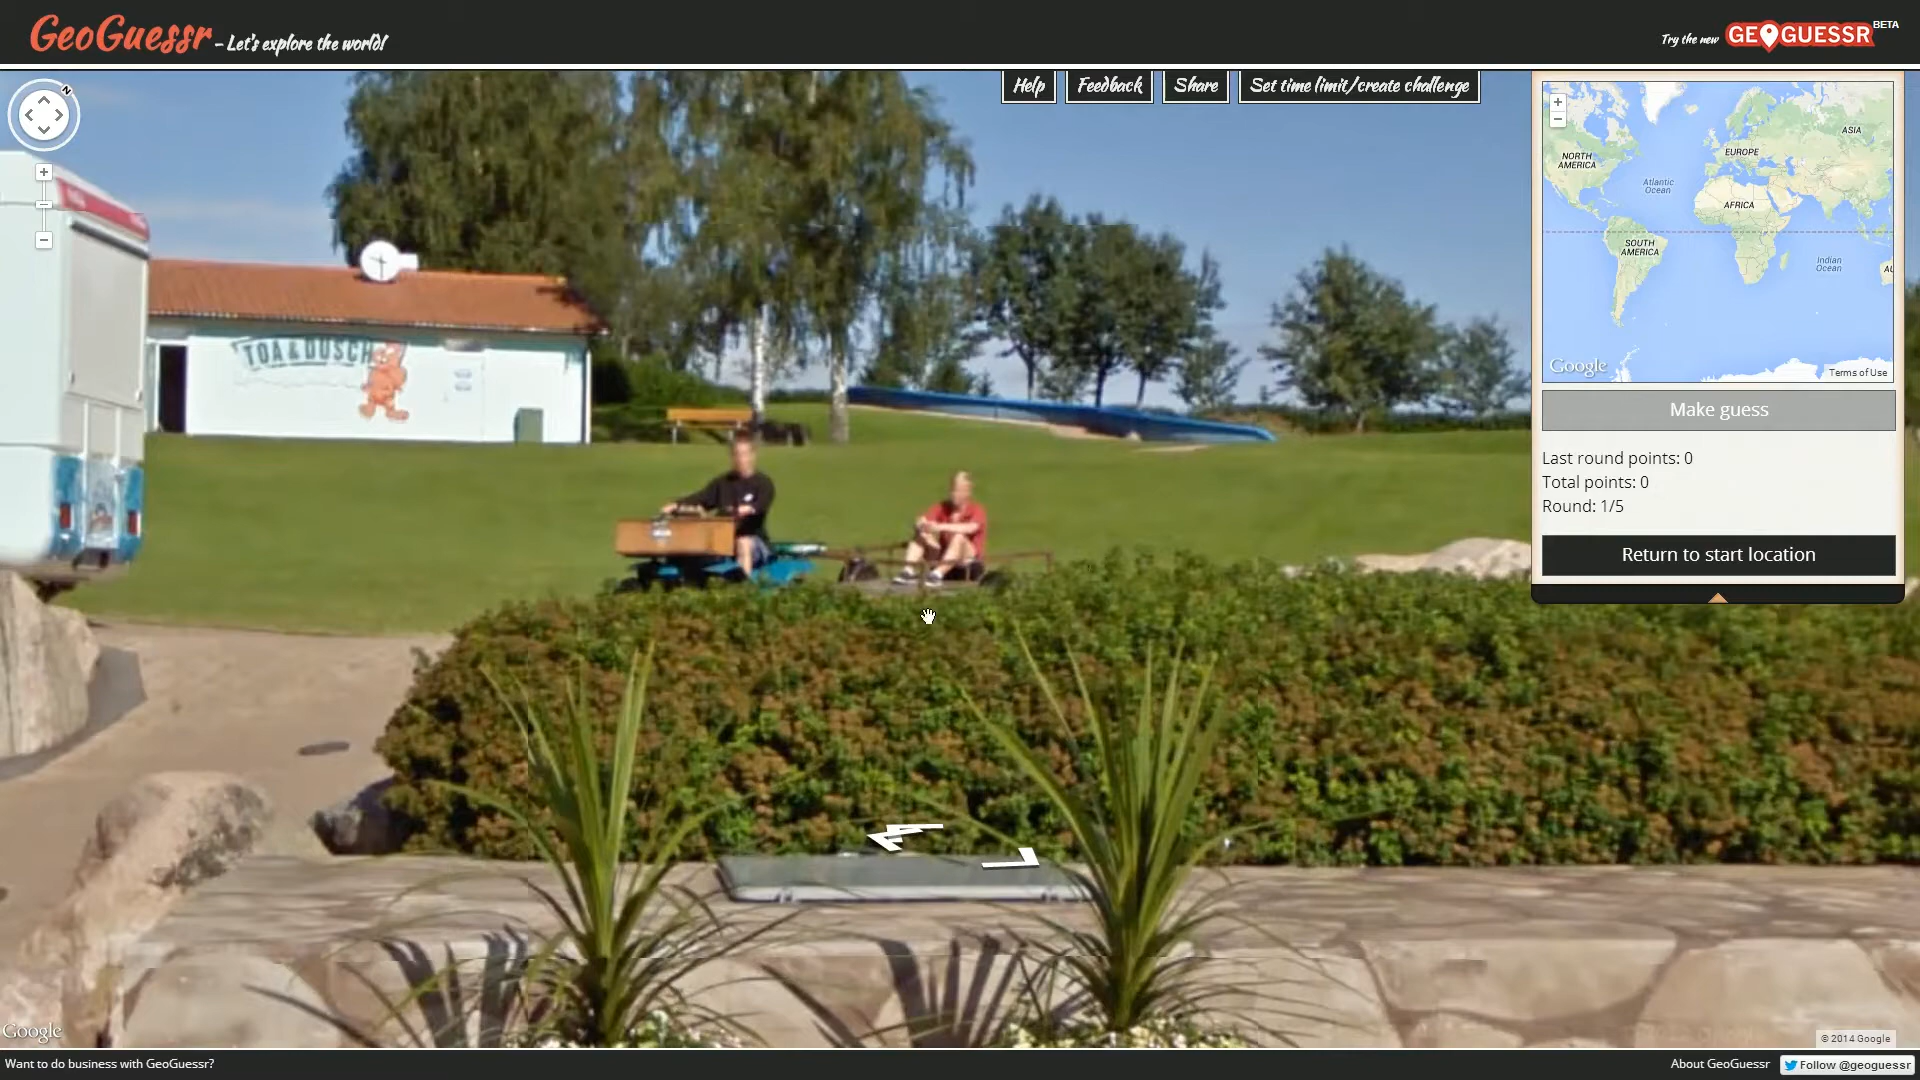 GeoGuessr – Let's explore the world!
Try the new GEOGUESSR BETA
Help
Feedback
Share
Set time limit/create challenge
N
TOA & DUSCH
NORTH AMERICA
EUROPE
ASIA
Atlantic Ocean
AFRICA
SOUTH AMERICA
Indian Ocean
AU
Google
Terms of Use
Make guess
Last round points: 0
Total points: 0
Round: 1/5
Return to start location
Google
© 2014 Google
Want to do business with GeoGuessr?
About GeoGuessr
Follow @geoguessr